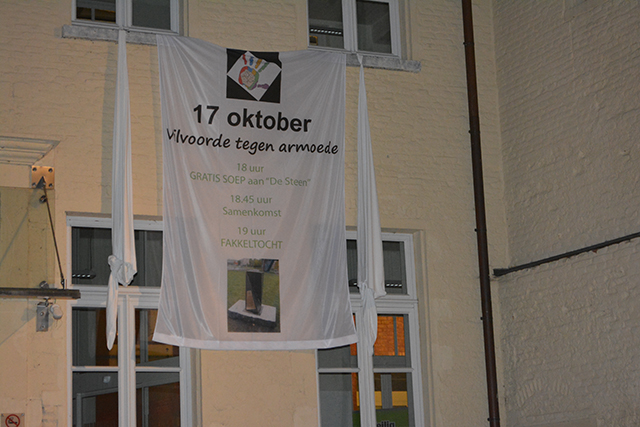 17 oktober
Vilvoorde tegen armoede
18 uur
GRATIS SOEP aan "De Steen"
18.45 uur
Samenkomst
19 uur
FAKKELTOCHT